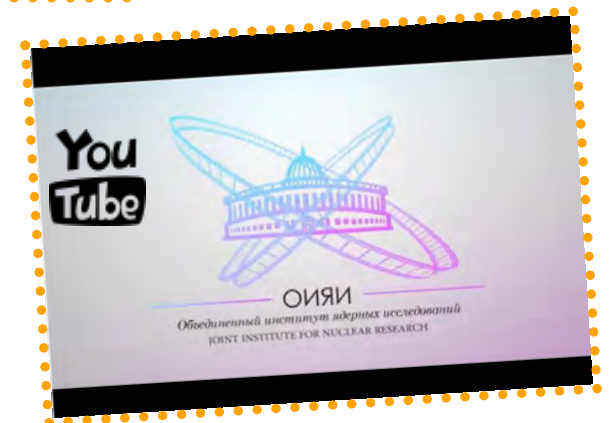 You
Tube
ОИЯИ
Объединенный институт ядерных исследований
JOINT INSTITUTE FOR NUCLEAR RESEARCH